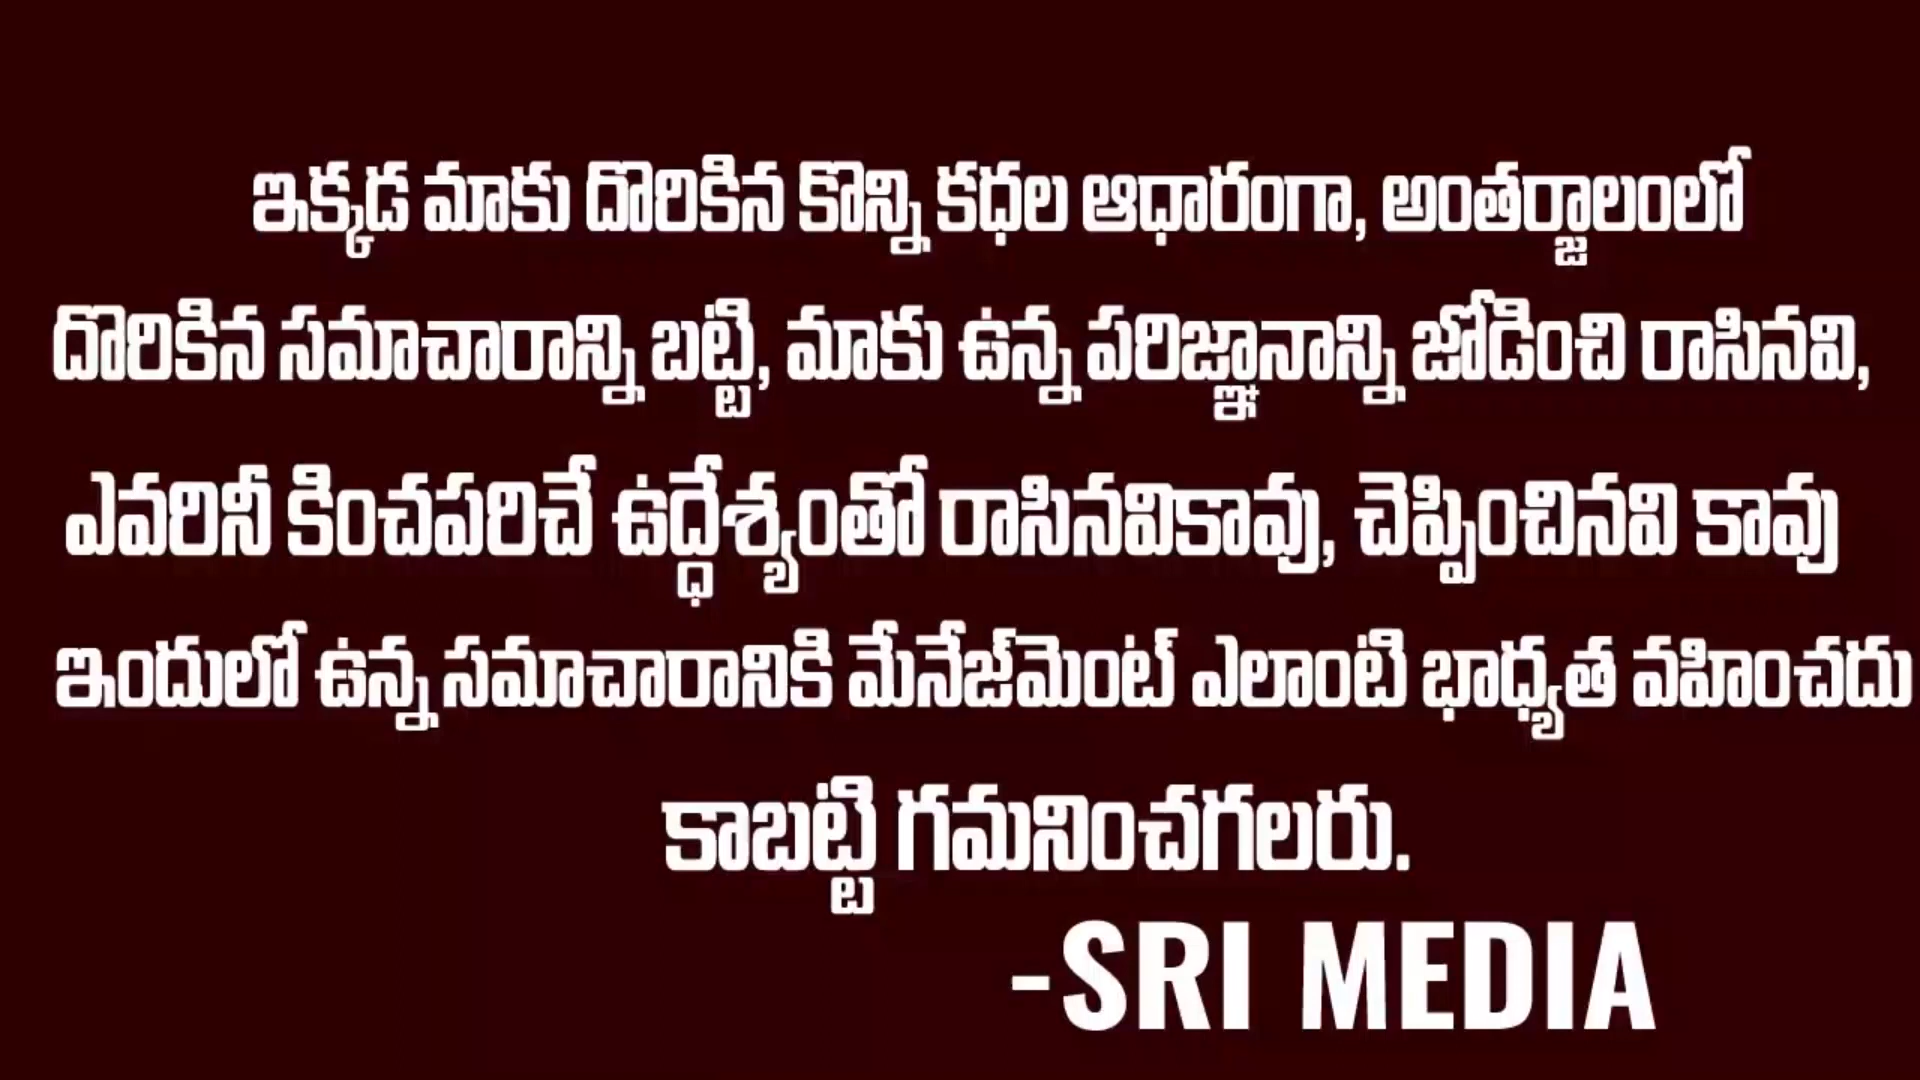 ఇక్కడ మాకు దొరికిన కొన్ని కధల ఆధారంగా, అంతర్జాలంలో
దొరికిన సమాచారాన్ని బట్టి, మాకు ఉన్న పరిజ్ఞానాన్ని జోడించి రాసినవి,
ఎవరినీ కించపరిచే ఉద్ధేశ్యంతో రాసినవికావు, చెప్పించినవి కావు
ఇందులో ఉన్న సమాచారానికి మేనేజ్‌మెంట్ ఎలాంటి భాధ్యత వహించదు
కాబట్టి గమనించగలరు.
-SRI MEDIA